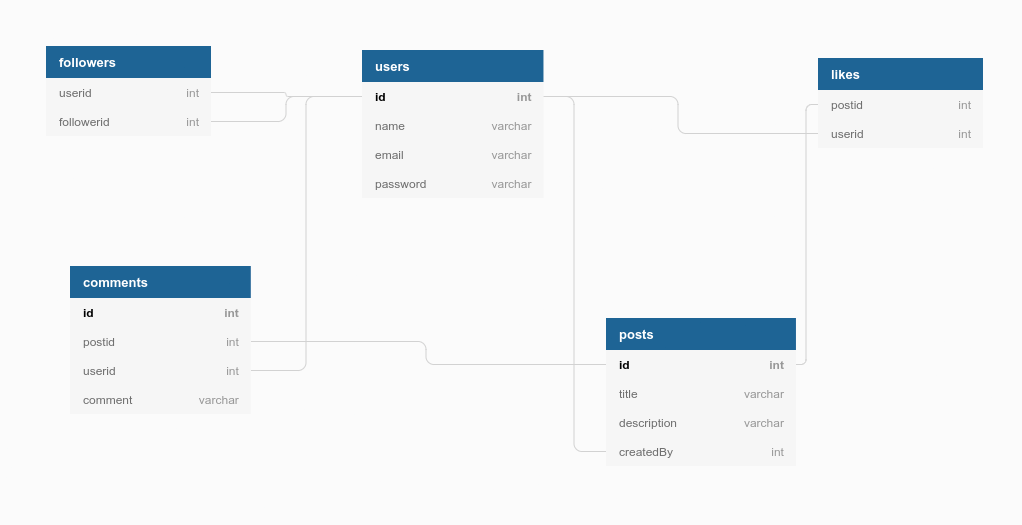 followers
userid int
followerid int
users
id int
name varchar
email varchar
password varchar
likes
postid int
userid int
comments
id int
postid int
userid int
comment varchar
posts
id int
title varchar
description varchar
createdBy int